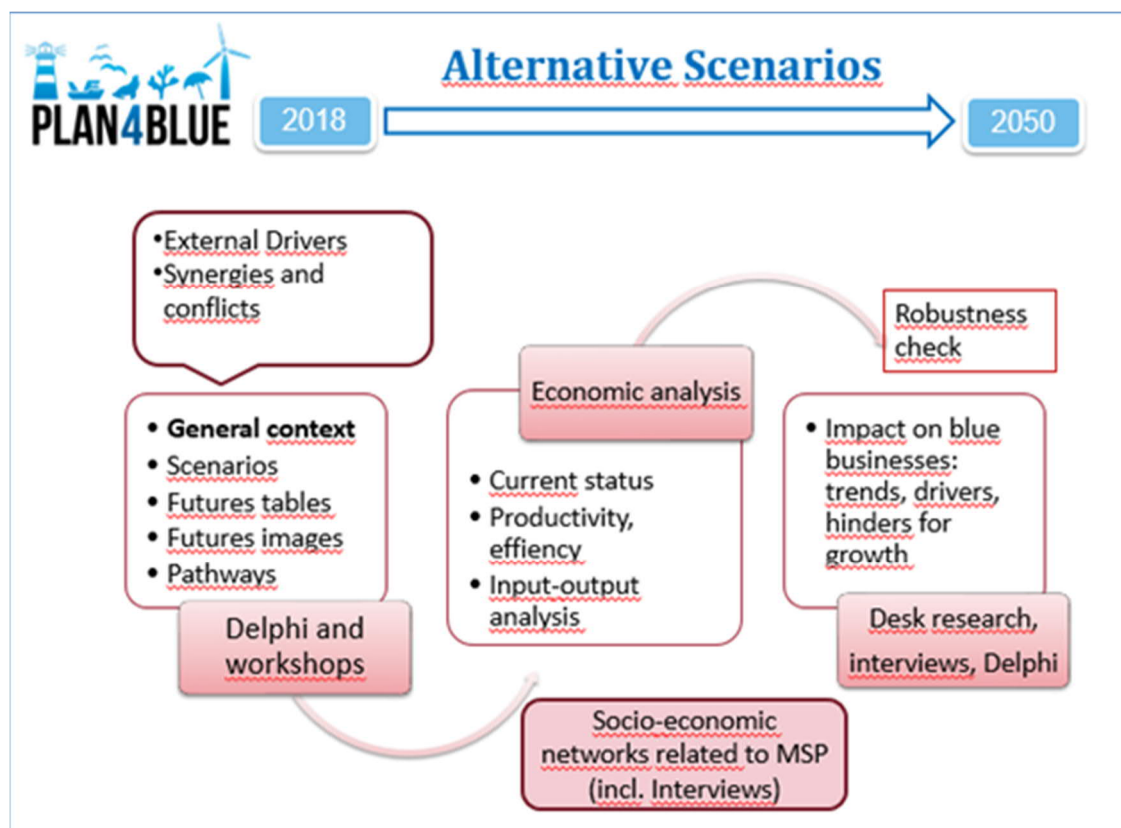 Alternative Scenarios
PLAN4BLUE
2018
2050
•External Drivers
•Synergies and
conflicts
• General context
• Scenarios
• Futures tables
• Futures images
• Pathways
Delphi and
workshops
Economic analysis
• Current status
• Productivity,
effiency
• Input-output
analysis
Socio-economic
networks related to MSP
(incl. Interviews)
Robustness
check
• Impact on blue
businesses:
trends, drivers,
hinders for
growth
Desk research,
interviews, Delphi